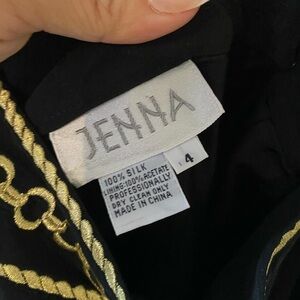 JENNA
4
100% SILK
LINING:100% ACETATE
PROFESSIONALLY
DRY CLEAN ONLY
MADE IN CHINA